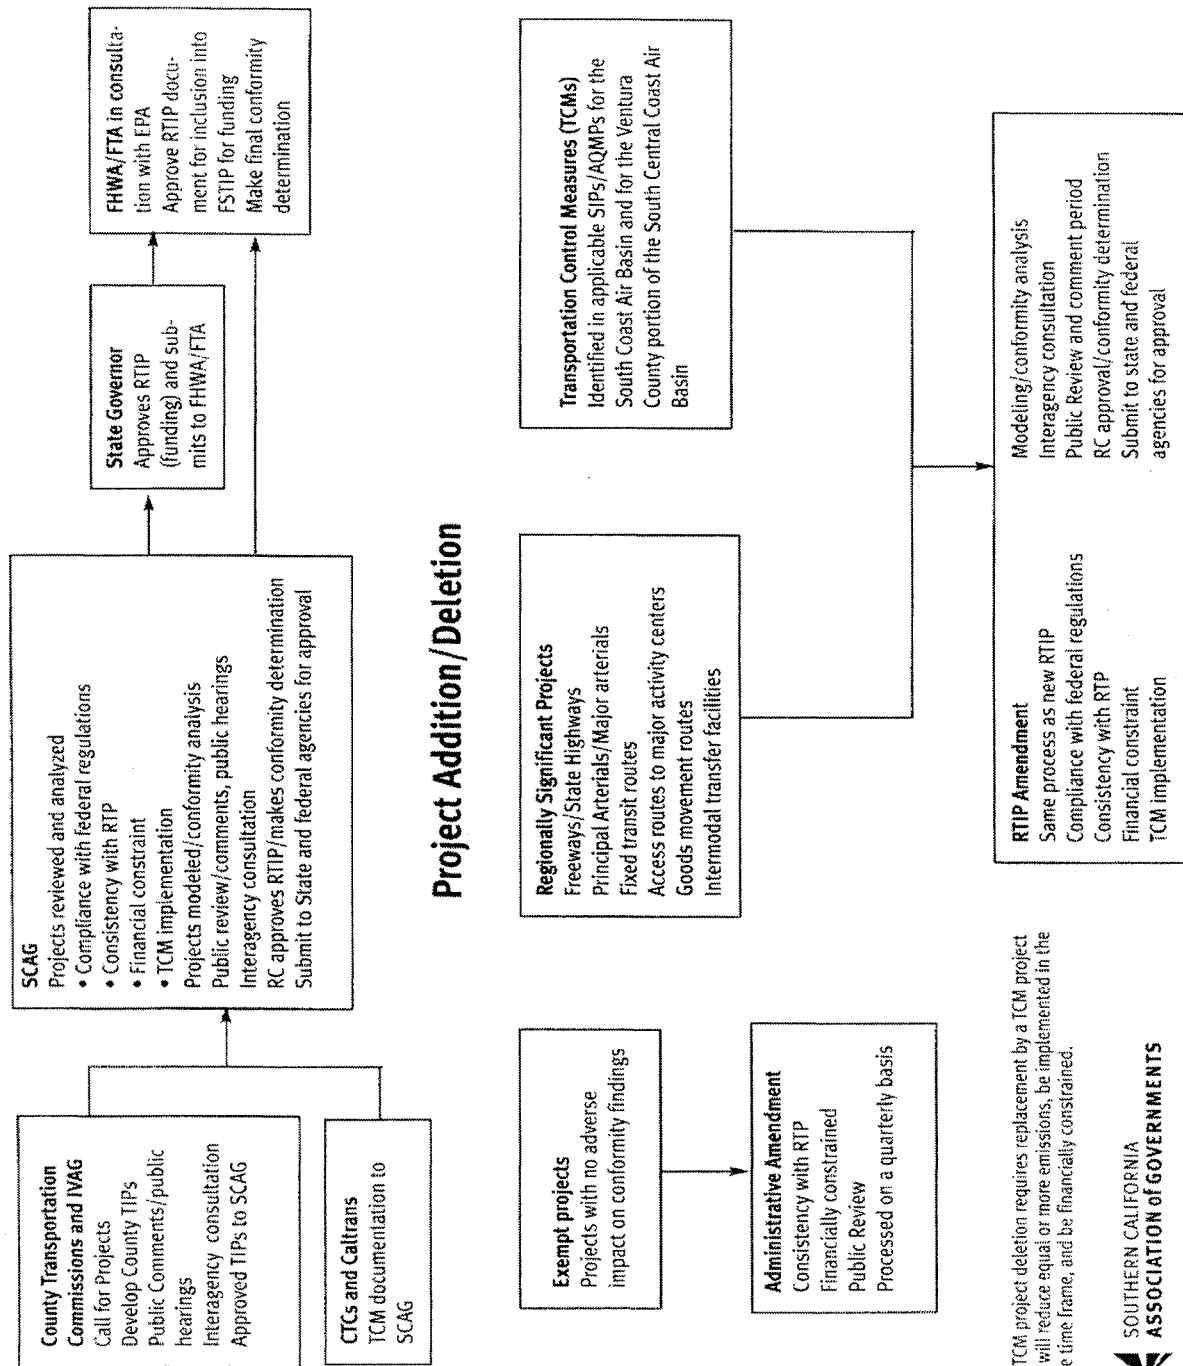 County Transportation
Commissions and IVAG
Call for Projects
Develop County TIPs
Public Comments/public
hearings
Interagency consultation
Approved TIPs to SCAG
CTCs and Caltrans
TCM documentation to
SCAG
SCAG
Projects reviewed and analyzed
• Compliance with federal regulations
• Consistency with RTP
• Financial constraint
• TCM implementation
Projects modeled/conformity analysis
Public review/comments, public hearings
Interagency consultation
RC approves RTIP/makes conformity determination
Submit to State and federal agencies for approval
State Governor
Approves RTIP
(funding) and sub-
mits to FHWA/FTA
FHWA/FTA in consulta-
tion with EPA
Approve RTIP docu-
ment for inclusion into
FSTIP for funding
Make final conformity
determination
Project Addition/Deletion
Exempt projects
Projects with no adverse
impact on conformity findings
Administrative Amendment
Consistency with RTP
Financially constrained
Public Review
Processed on a quarterly basis
Regionally Significant Projects
Freeways/State Highways
Principal Arterials/Major arterials
Fixed transit routes
Access routes to major activity centers
Goods movement routes
Intermodal transfer facilities
Transportation Control Measures (TCMs)
Identified in applicable SIPs/AQMPs for the
South Coast Air Basin and for the Ventura
County portion of the South Central Coast Air
Basin
RTIP Amendment
Same process as new RTIP
Compliance with federal regulations
Consistency with RTP
Financial constraint
TCM implementation
Modeling/conformity analysis
Interagency consultation
Public Review and comment period
RC approval/conformity determination
Submit to state and federal
agencies for approval
TCM project deletion requires replacement by a TCM project
will reduce equal or more emissions, be implemented in the
e time frame, and be financially constrained.
SOUTHERN CALIFORNIA
ASSOCIATION of GOVERNMENTS